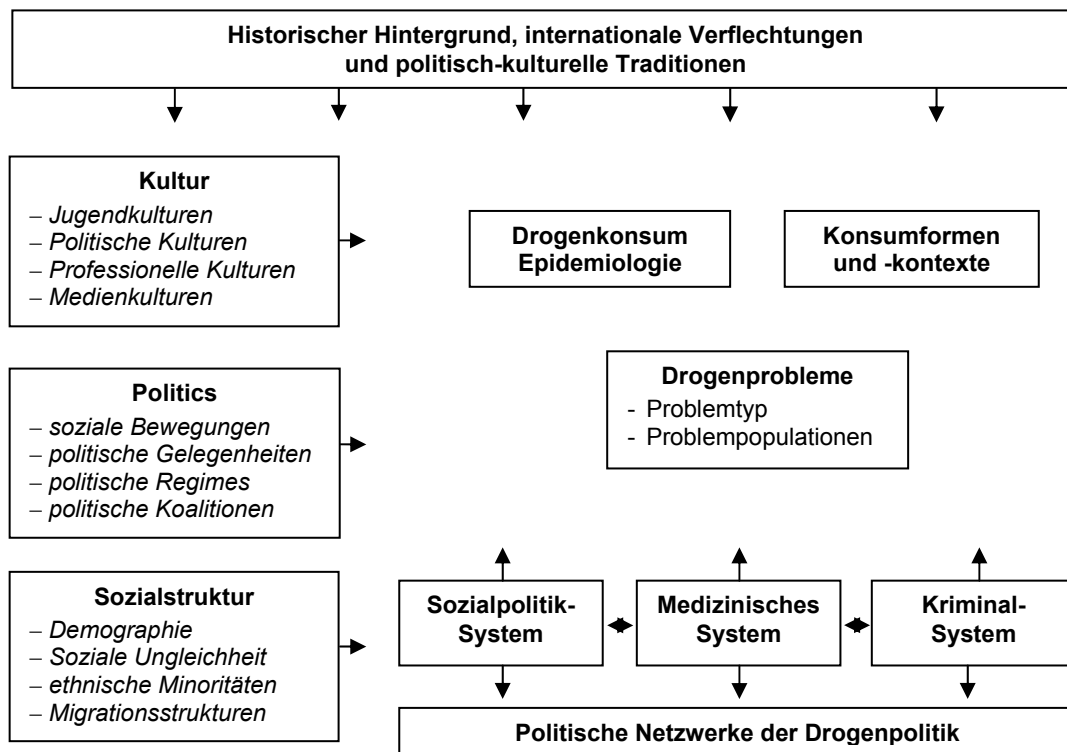 Historischer Hintergrund, internationale Verflechtungen
und politisch-kulturelle Traditionen
Kultur
– Jugendkulturen
– Politische Kulturen
– Professionelle Kulturen
– Medienkulturen
Drogenkonsum
Epidemiologie
Konsumformen
und -kontexte
Politics
– soziale Bewegungen
– politische Gelegenheiten
– politische Regimes
– politische Koalitionen
Drogenprobleme
- Problemtyp
- Problempopulationen
Sozialstruktur
– Demographie
– Soziale Ungleichheit
– ethnische Minoritäten
– Migrationsstrukturen
Sozialpolitik-
System
Medizinisches
System
Kriminal-
System
Politische Netzwerke der Drogenpolitik